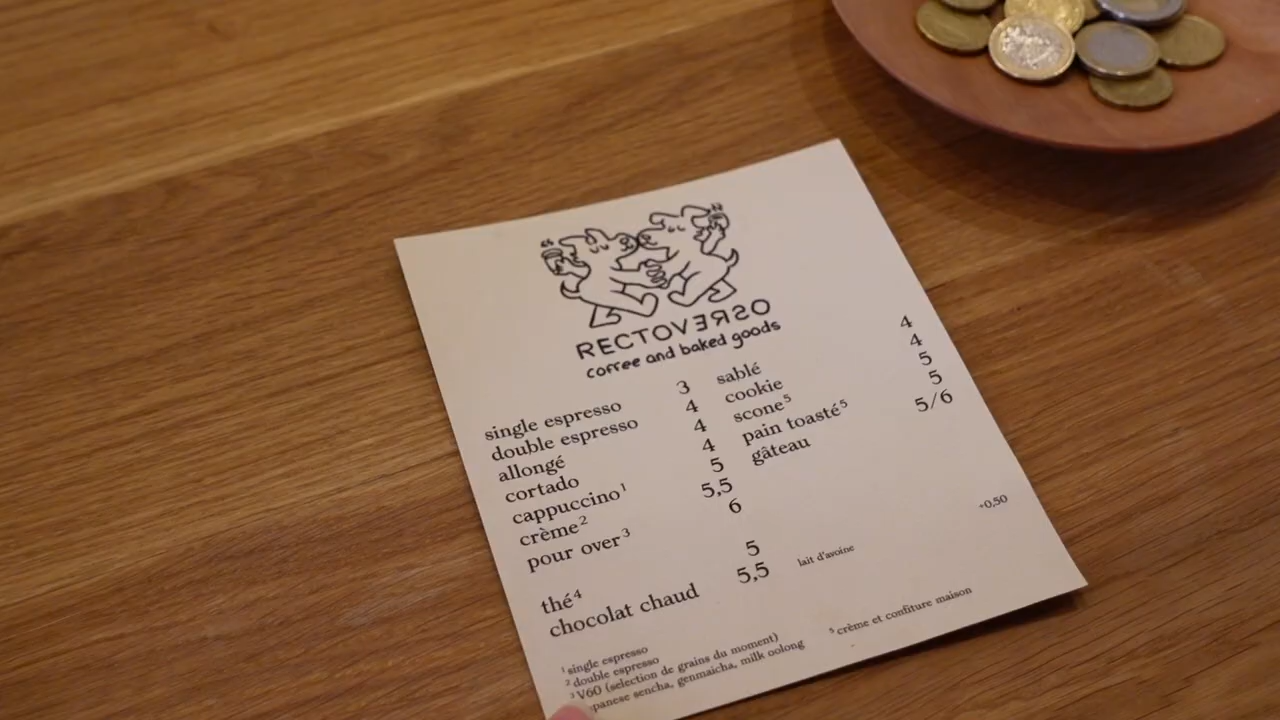 RECTOVERSO
coffee and baked goods
single espresso 3
double espresso 4
allongé 4
cortado 4
cappuccino¹ 5
crème² 5,5
pour over³ 6
thé⁴ 5
chocolat chaud 5,5
sablé 4
cookie 4
scone⁵ 5
pain toasté⁵ 5
gâteau 5/6
lait d'avoine +0,50
¹ single espresso
² double espresso
³ V60 (selection de grains du moment)
sencha, genmaicha, milk oolong
⁵ crème et confiture maison